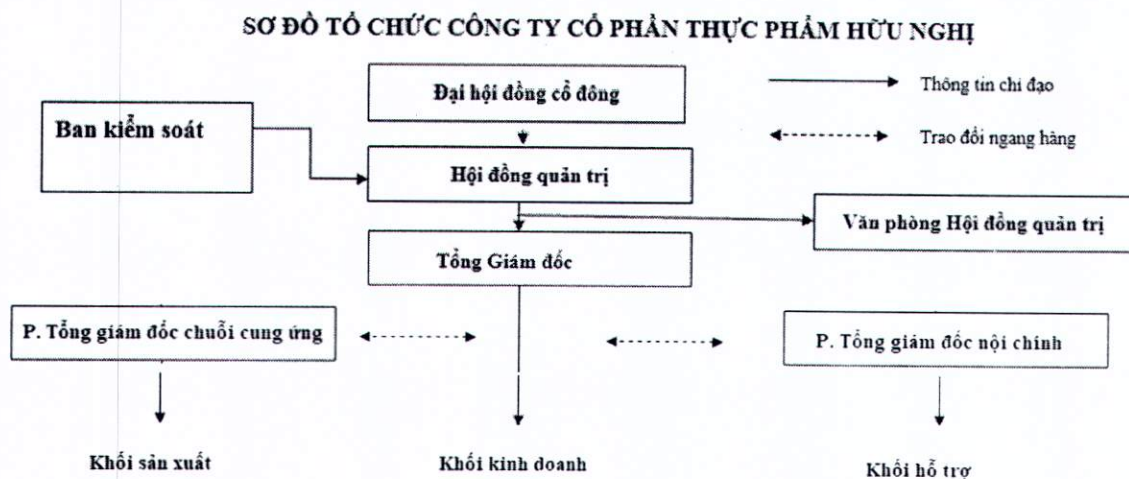 SƠ ĐỒ TỔ CHỨC CÔNG TY CỔ PHẦN THỰC PHẨM HỮU NGHỊ
Đại hội đồng cổ đông
Thông tin chỉ đạo
Ban kiểm soát
Trao đổi ngang hàng
Hội đồng quản trị
Văn phòng Hội đồng quản trị
Tổng Giám đốc
P. Tổng giám đốc chuỗi cung ứng
P. Tổng giám đốc nội chính
Khối sản xuất
Khối kinh doanh
Khối hỗ trợ